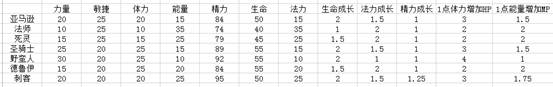 力量 敏捷 体力 能量 精力 生命 法力 生命成长 法力成长 精力成长 1点体力增加HP 1点能量增加MP
亚马逊 20 25 20 15 84 50 15 2 1.5 1 3 1.5
法师 10 25 10 35 74 40 35 1 2 1 2 2
死灵 15 25 15 25 79 45 25 1.5 2 1 2 2
圣骑士 25 20 25 15 89 55 15 2 1.5 1 3 1.5
野蛮人 30 20 25 10 92 55 10 2 1 1 4 1
德鲁伊 15 20 25 20 84 55 20 1.5 2 1 2 2
刺客 20 20 20 25 95 50 25 2 1.5 1.25 3 1.75